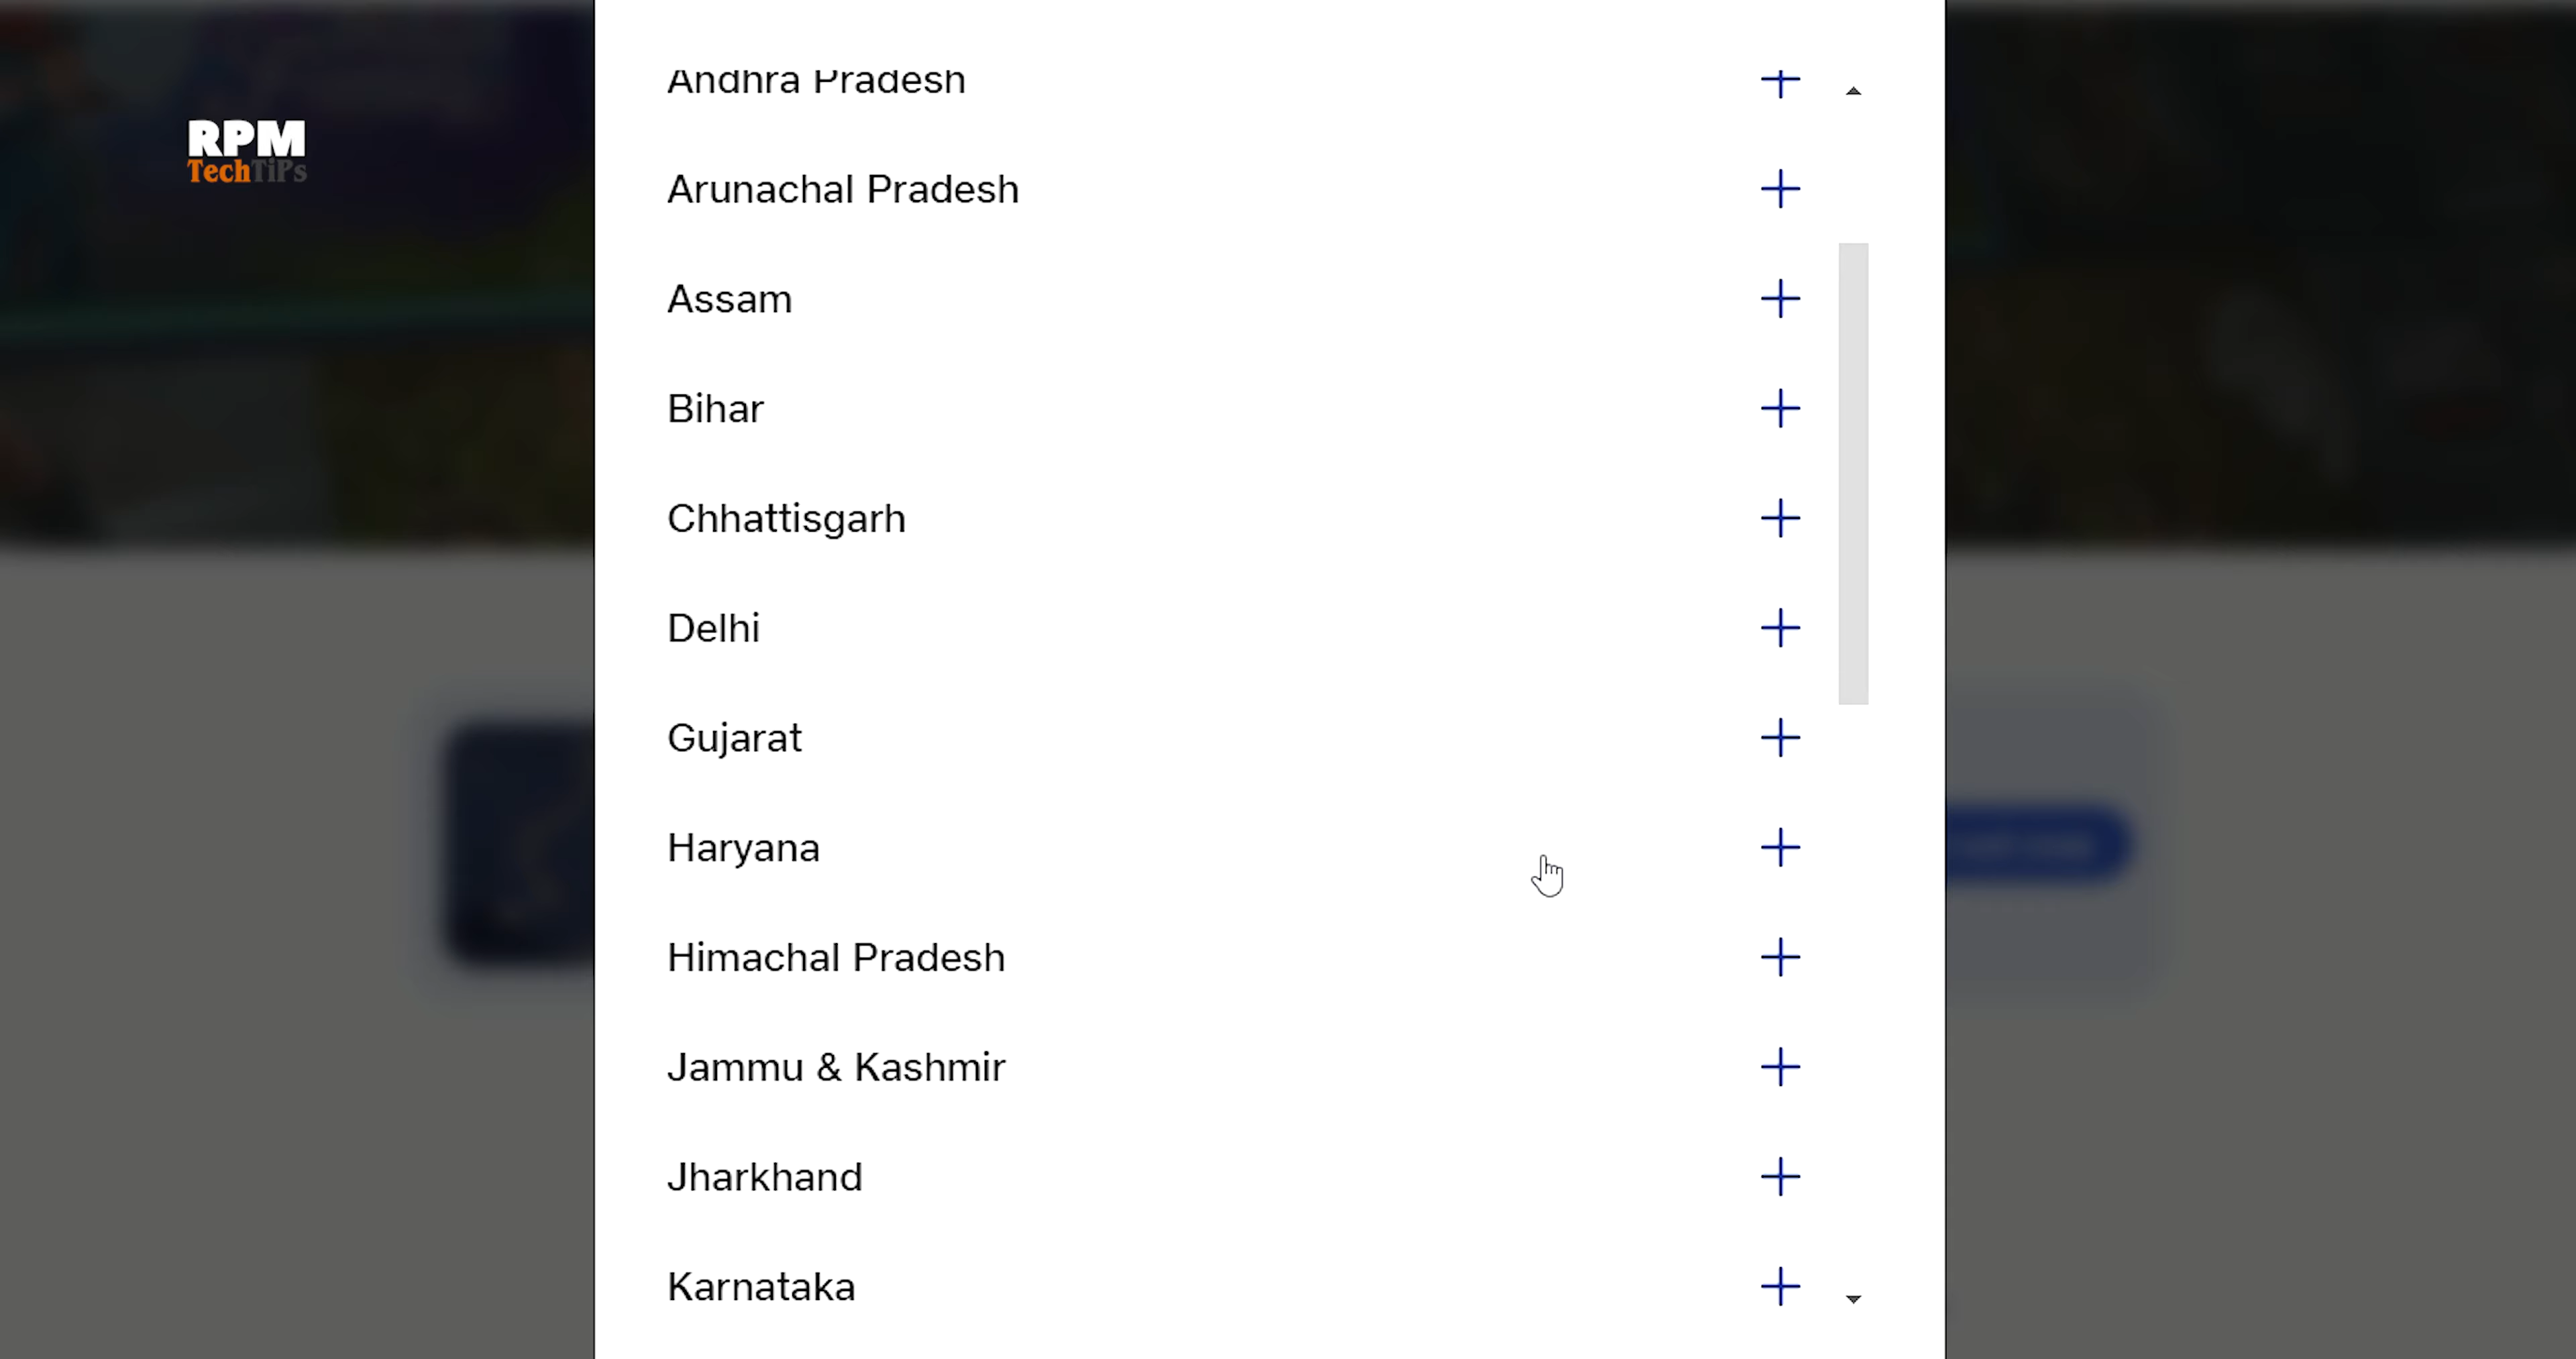 RPM
TechTiPs
Andhra Pradesh
Arunachal Pradesh
Assam
Bihar
Chhattisgarh
Delhi
Gujarat
Haryana
Himachal Pradesh
Jammu & Kashmir
Jharkhand
Karnataka